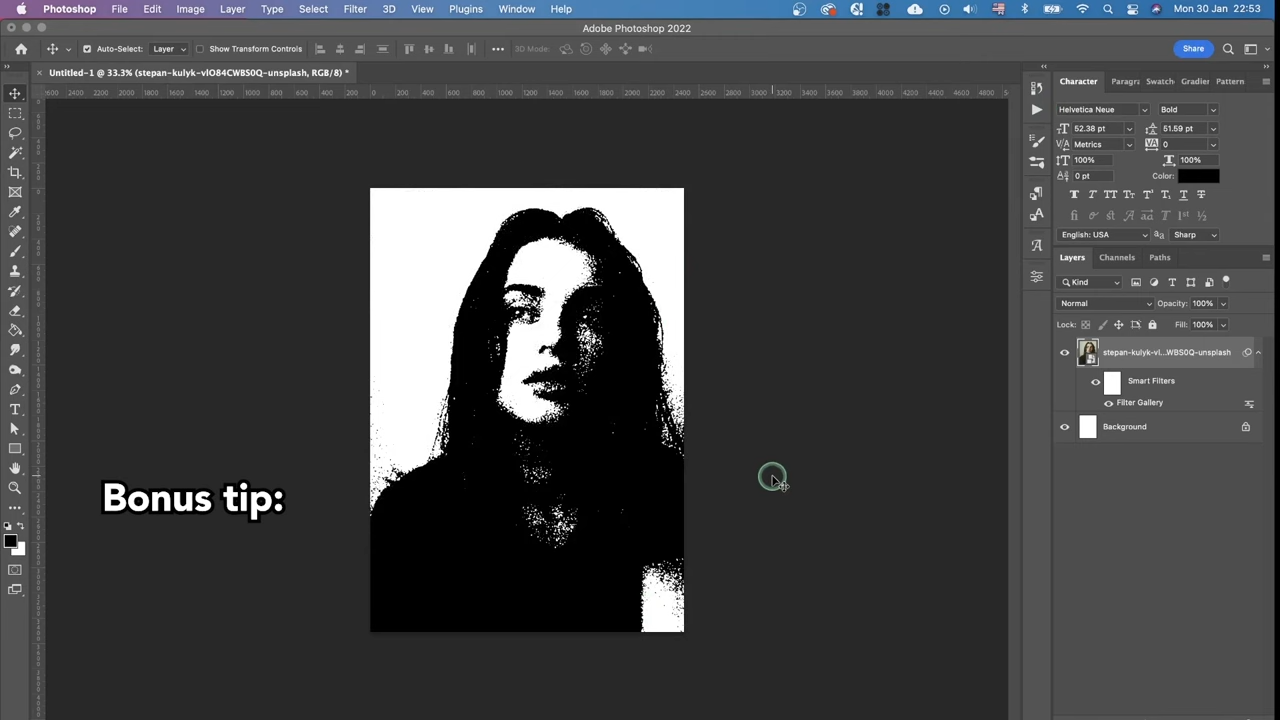 Photoshop File Edit Image Layer Type Select Filter 3D View Plugins Window Help Mon 30 Jan 22:53
Adobe Photoshop 2022
Auto-Select: Layer Show Transform Controls 3D Mode: Share
Untitled-1 @ 33.3% (stepan-kulyk-vlO84CWBS0Q-unsplash, RGB/8) *
Character Paragra Swatch Gradier Pattern
Helvetica Neue Bold
52.38 pt 51.59 pt
Metrics 0
100% 100%
0 pt Color:
English: USA Sharp
Layers Channels Paths
Kind
Normal Opacity: 100%
Lock: Fill: 100%
stepan-kulyk-vl...WBS0Q-unsplash
Smart Filters
Filter Gallery
Background
Bonus tip: